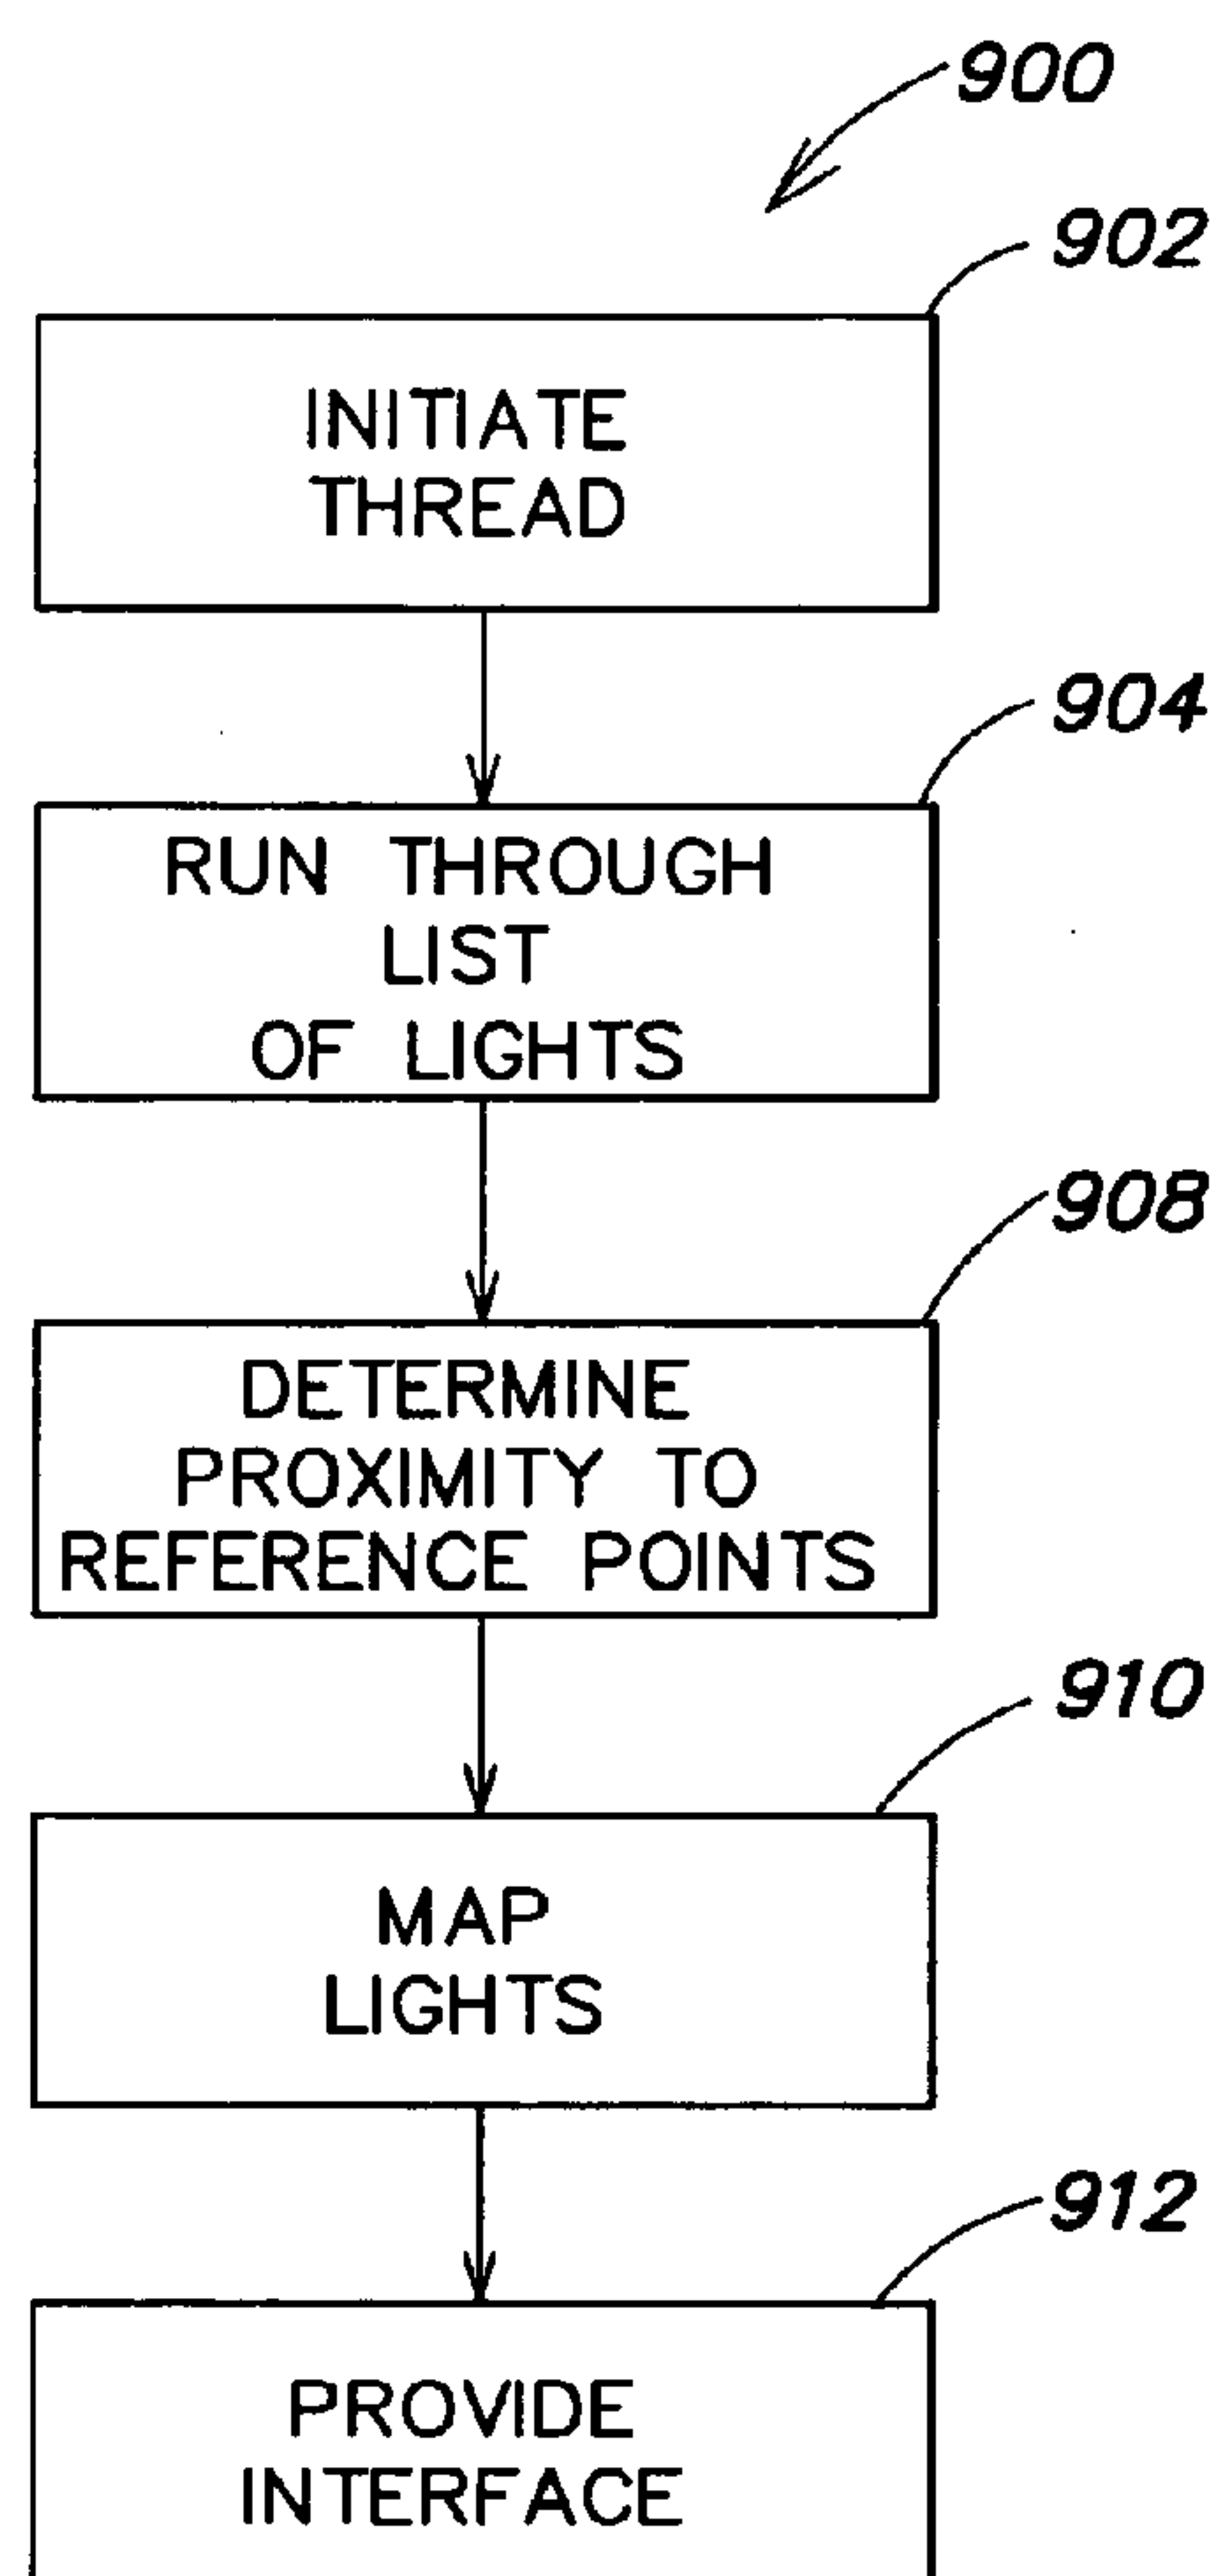 900
902
INITIATE
THREAD
904
RUN THROUGH
LIST
OF LIGHTS
908
DETERMINE
PROXIMITY TO
REFERENCE POINTS
910
MAP
LIGHTS
912
PROVIDE
INTERFACE